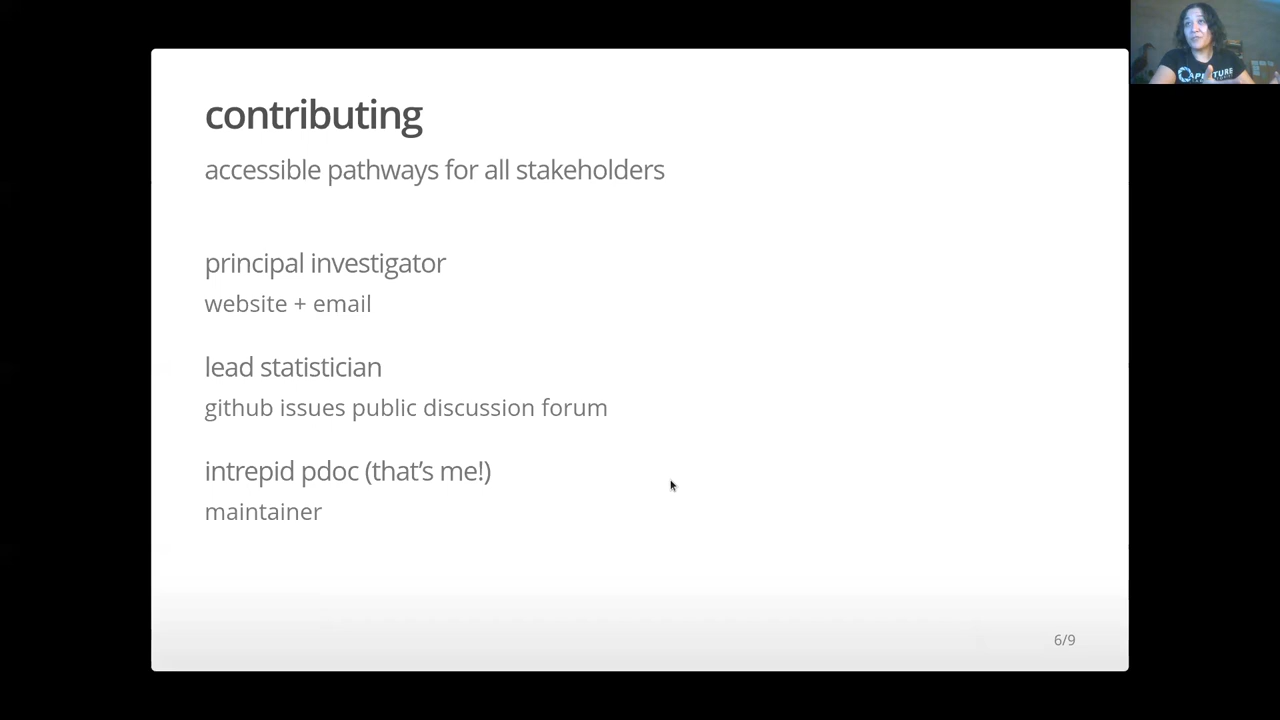 contributing
accessible pathways for all stakeholders
principal investigator
website + email
lead statistician
github issues public discussion forum
intrepid pdoc (that's me!)
maintainer
6/9